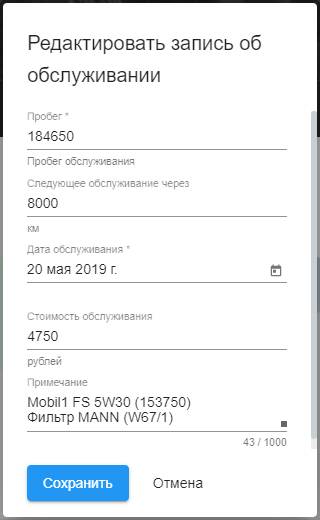 Редактировать запись об
обслуживании
Пробег *
184650
Пробег обслуживания
Следующее обслуживание через
8000
км
Дата обслуживания *
20 мая 2019 г.
Стоимость обслуживания
4750
рублей
Примечание
Mobil1 FS 5W30 (153750)
Фильтр MANN (W67/1)
43 / 1000
Сохранить
Отмена